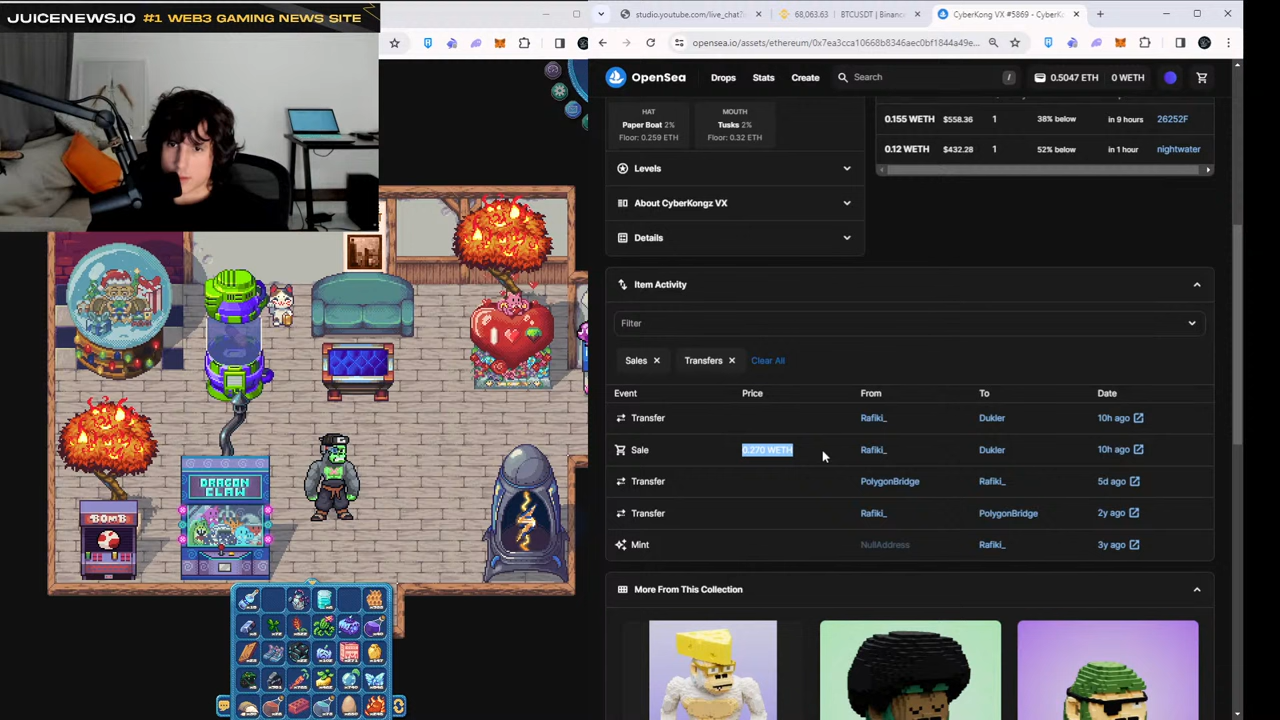 JUICENEWS.IO #1 WEB3 GAMING NEWS SITE
studio.youtube.com/live_chat?
68,063.63 BTCUSDT | Binanc
CyberKong VX #5869 - CyberKo
opensea.io/assets/ethereum/0x7ea3cca10668b8346aec0bf1844a49e...
OpenSea Drops Stats Create Search / 0.5047 ETH 0 WETH
HAT
Paper Boat 2%
Floor: 0.259 ETH
MOUTH
Tusks 2%
Floor: 0.32 ETH
0.155 WETH $558.36 1 38% below in 9 hours 26252F
0.12 WETH $432.28 1 52% below in 1 hour nightwater
Levels
About CyberKongz VX
Details
Item Activity
Filter
Sales Transfers Clear All
Event Price From To Date
Transfer Rafiki_ Dukler 10h ago
Sale 0.270 WETH Rafiki_ Dukler 10h ago
Transfer PolygonBridge Rafiki_ 5d ago
Transfer Rafiki_ PolygonBridge 2y ago
Mint NullAddress Rafiki_ 3y ago
More From This Collection
DRAGON
CLAW
BOMB